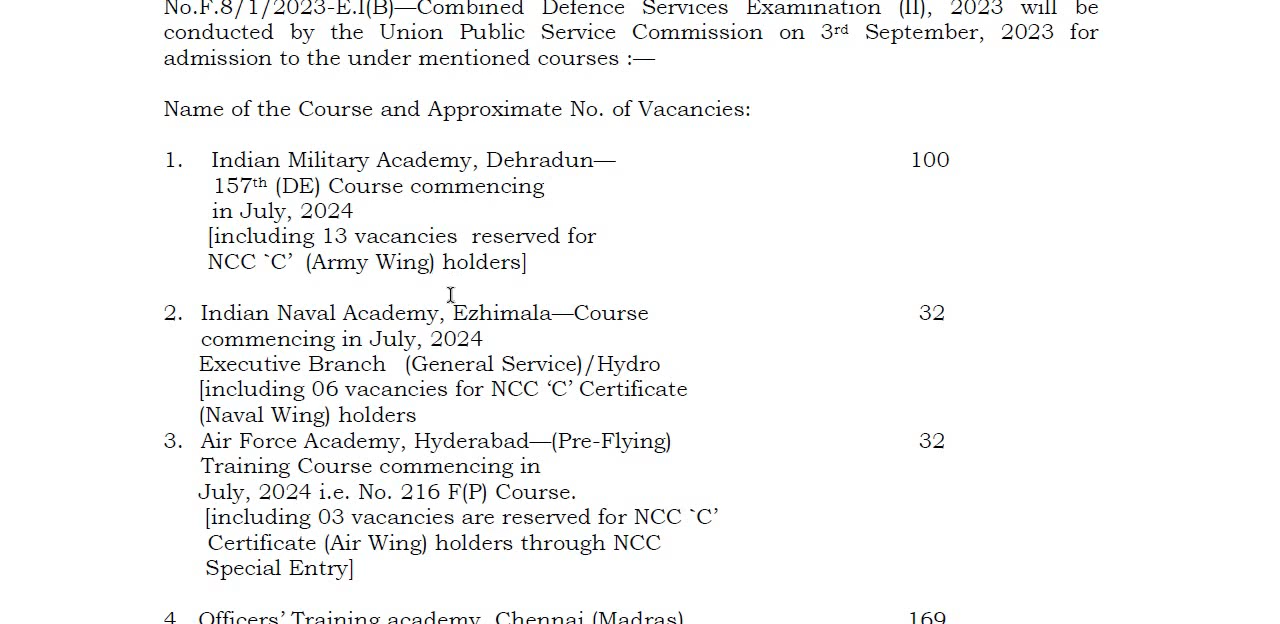 No.F.8/1/2023-E.I(B)—Combined Defence Services Examination (II), 2023 will be
conducted by the Union Public Service Commission on 3rd September, 2023 for
admission to the under mentioned courses :—
Name of the Course and Approximate No. of Vacancies:
1. Indian Military Academy, Dehradun— 100
157th (DE) Course commencing
in July, 2024
[including 13 vacancies reserved for
NCC `C’ (Army Wing) holders]
2. Indian Naval Academy, Ezhimala—Course 32
commencing in July, 2024
Executive Branch (General Service)/Hydro
[including 06 vacancies for NCC ‘C’ Certificate
(Naval Wing) holders
3. Air Force Academy, Hyderabad—(Pre-Flying) 32
Training Course commencing in
July, 2024 i.e. No. 216 F(P) Course.
[including 03 vacancies are reserved for NCC `C’
Certificate (Air Wing) holders through NCC
Special Entry]
4. Officers’ Training academy, Chennai (Madras) 169